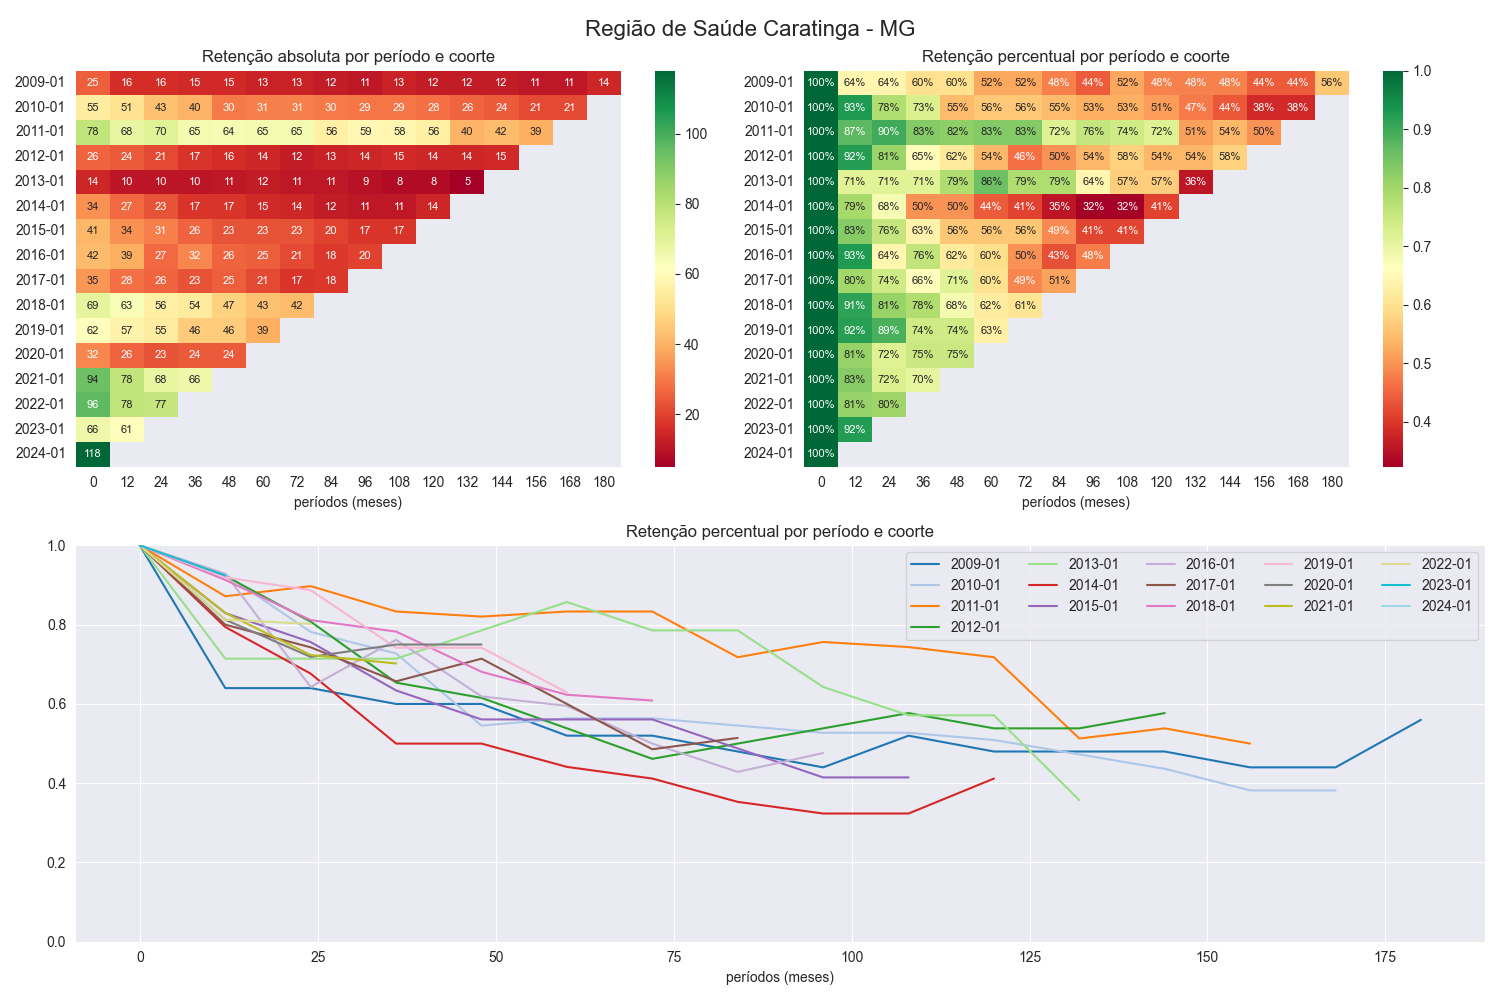 Região de Saúde Caratinga - MG
Retenção absoluta por período e coorte
2009-01 25 16 16 15 15 13 13 12 11 13 12 12 12 11 11 14
2010-01 55 51 43 40 30 31 31 30 29 29 28 26 24 21 21
2011-01 78 68 70 65 64 65 65 56 59 58 56 40 42 39
2012-01 26 24 21 17 16 14 12 13 14 15 14 14 15
2013-01 14 10 10 10 11 12 11 11 9 8 8 5
2014-01 34 27 23 17 17 15 14 12 11 11 14
2015-01 41 34 31 26 23 23 23 20 17 17
2016-01 42 39 27 32 26 25 21 18 20
2017-01 35 28 26 23 25 21 17 18
2018-01 69 63 56 54 47 43 42
2019-01 62 57 55 46 46 39
2020-01 32 26 23 24 24
2021-01 94 78 68 66
2022-01 96 78 77
2023-01 66 61
2024-01 118
0 12 24 36 48 60 72 84 96 108 120 132 144 156 168 180
períodos (meses)
100
80
60
40
20
Retenção percentual por período e coorte
2009-01 100% 64% 64% 60% 60% 52% 52% 48% 44% 52% 48% 48% 48% 44% 44% 56%
2010-01 100% 93% 78% 73% 55% 56% 56% 55% 53% 53% 51% 47% 44% 38% 38%
2011-01 100% 87% 90% 83% 82% 83% 83% 72% 76% 74% 72% 51% 54% 50%
2012-01 100% 92% 81% 65% 62% 54% 46% 50% 54% 58% 54% 54% 58%
2013-01 100% 71% 71% 71% 79% 86% 79% 79% 64% 57% 57% 36%
2014-01 100% 79% 68% 50% 50% 44% 41% 35% 32% 32% 41%
2015-01 100% 83% 76% 63% 56% 56% 56% 49% 41% 41%
2016-01 100% 93% 64% 76% 62% 60% 50% 43% 48%
2017-01 100% 80% 74% 66% 71% 60% 49% 51%
2018-01 100% 91% 81% 78% 68% 62% 61%
2019-01 100% 92% 89% 74% 74% 63%
2020-01 100% 81% 72% 75% 75%
2021-01 100% 83% 72% 70%
2022-01 100% 81% 80%
2023-01 100% 92%
2024-01 100%
0 12 24 36 48 60 72 84 96 108 120 132 144 156 168 180
períodos (meses)
1.0
0.9
0.8
0.7
0.6
0.5
0.4
Retenção percentual por período e coorte
1.0
0.8
0.6
0.4
0.2
0.0
2009-01 2013-01 2016-01 2019-01 2022-01
2010-01 2014-01 2017-01 2020-01 2023-01
2011-01 2015-01 2018-01 2021-01 2024-01
2012-01
0 25 50 75 100 125 150 175
períodos (meses)